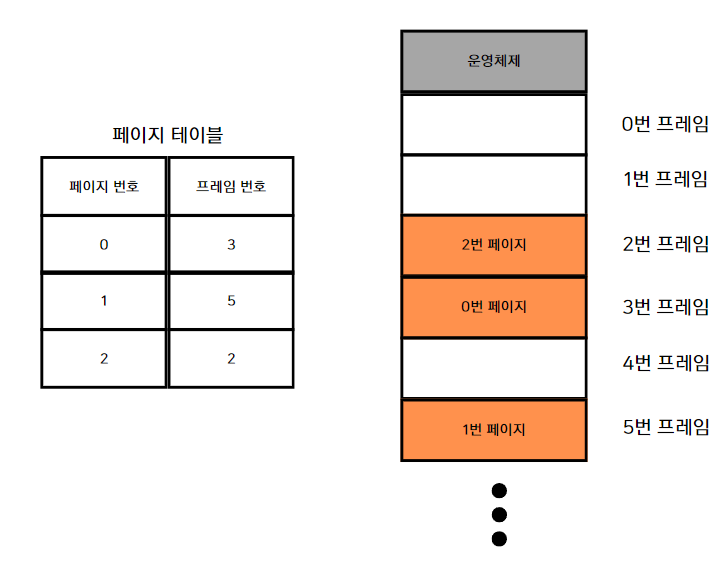 페이지 테이블
페이지 번호 프레임 번호
0 3
1 5
2 2
운영체제
0번 프레임
1번 프레임
2번 페이지 2번 프레임
0번 페이지 3번 프레임
4번 프레임
1번 페이지 5번 프레임